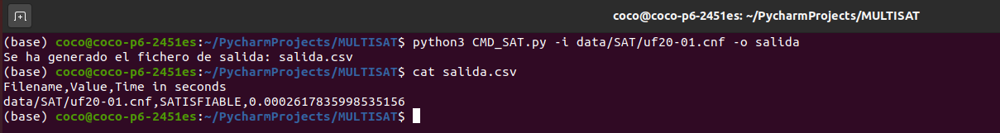 coco@coco-p6-2451es: ~/PycharmProjects/MULTISAT
(base) coco@coco-p6-2451es:~/PycharmProjects/MULTISAT$ python3 CMD_SAT.py -i data/SAT/uf20-01.cnf -o salida
Se ha generado el fichero de salida: salida.csv
(base) coco@coco-p6-2451es:~/PycharmProjects/MULTISAT$ cat salida.csv
Filename,Value,Time in seconds
data/SAT/uf20-01.cnf,SATISFIABLE,0.0002617835998535156
(base) coco@coco-p6-2451es:~/PycharmProjects/MULTISAT$